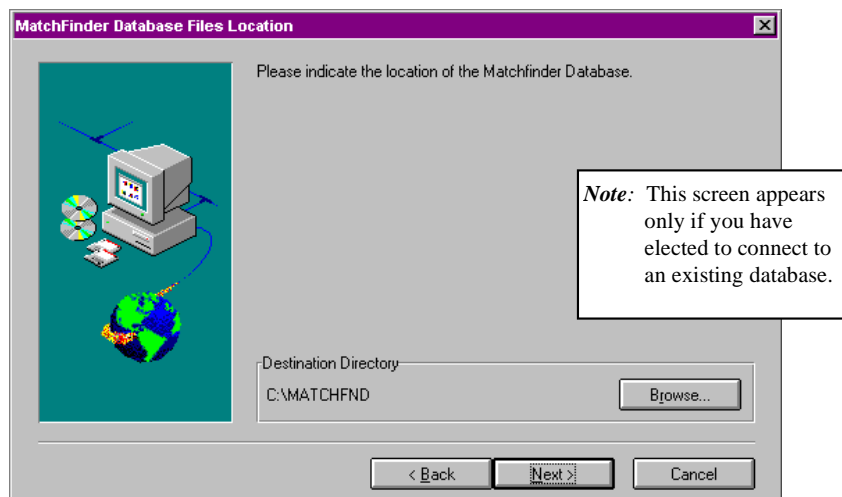 MatchFinder Database Files Location
Please indicate the location of the Matchfinder Database.
Note: This screen appears
only if you have
elected to connect to
an existing database.
Destination Directory
C:\MATCHFND
Browse...
< Back
Next >
Cancel